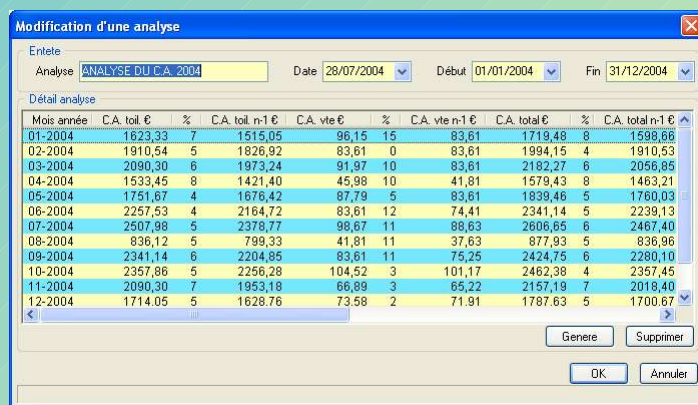 Modification d'une analyse
Entete
Analyse ANALYSE DU C.A. 2004 Date 28/07/2004 Début 01/01/2004 Fin 31/12/2004
Détail analyse
Mois année C.A. toil. € % C.A. toil. n-1 € C.A. vte € % C.A. vte n-1 € C.A. total € % C.A. total n-1 €
01-2004 1623,33 7 1515,05 96,15 15 83,61 1719,48 8 1598,66
02-2004 1910,54 5 1826,92 83,61 0 83,61 1994,15 4 1910,53
03-2004 2090,30 6 1973,24 91,97 10 83,61 2182,27 6 2056,85
04-2004 1533,45 8 1421,40 45,98 10 41,81 1579,43 8 1463,21
05-2004 1751,67 4 1676,42 87,79 5 83,61 1839,46 5 1760,03
06-2004 2257,53 4 2164,72 83,61 12 74,41 2341,14 5 2239,13
07-2004 2507,98 5 2378,77 98,67 11 88,63 2606,65 6 2467,40
08-2004 836,12 5 799,33 41,81 11 37,63 877,93 5 836,96
09-2004 2341,14 6 2204,85 83,61 11 75,25 2424,75 6 2280,10
10-2004 2357,86 5 2256,28 104,52 3 101,17 2462,38 4 2357,45
11-2004 2090,30 7 1953,18 66,89 3 65,22 2157,19 7 2018,40
12-2004 1714.05 5 1628.76 73.58 2 71.91 1787.63 5 1700.67
Genere Supprimer
OK Annuler